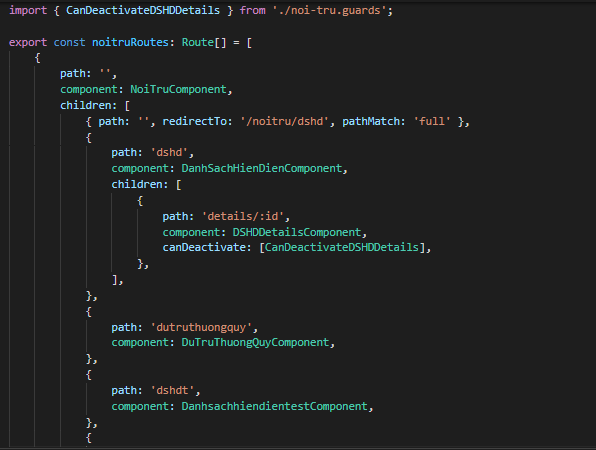 import { CanDeactivateDSHDDetails } from './noi-tru.guards';
export const noitruRoutes: Route[] = [
{
path: '',
component: NoiTruComponent,
children: [
{ path: '', redirectTo: '/noitru/dshd', pathMatch: 'full' },
{
path: 'dshd',
component: DanhSachHienDienComponent,
children: [
{
path: 'details/:id',
component: DSHDDetailsComponent,
canDeactivate: [CanDeactivateDSHDDetails],
},
],
},
{
path: 'dutruthuongquy',
component: DuTruThuongQuyComponent,
},
{
path: 'dshdt',
component: DanhsachhiendientestComponent,
},
{